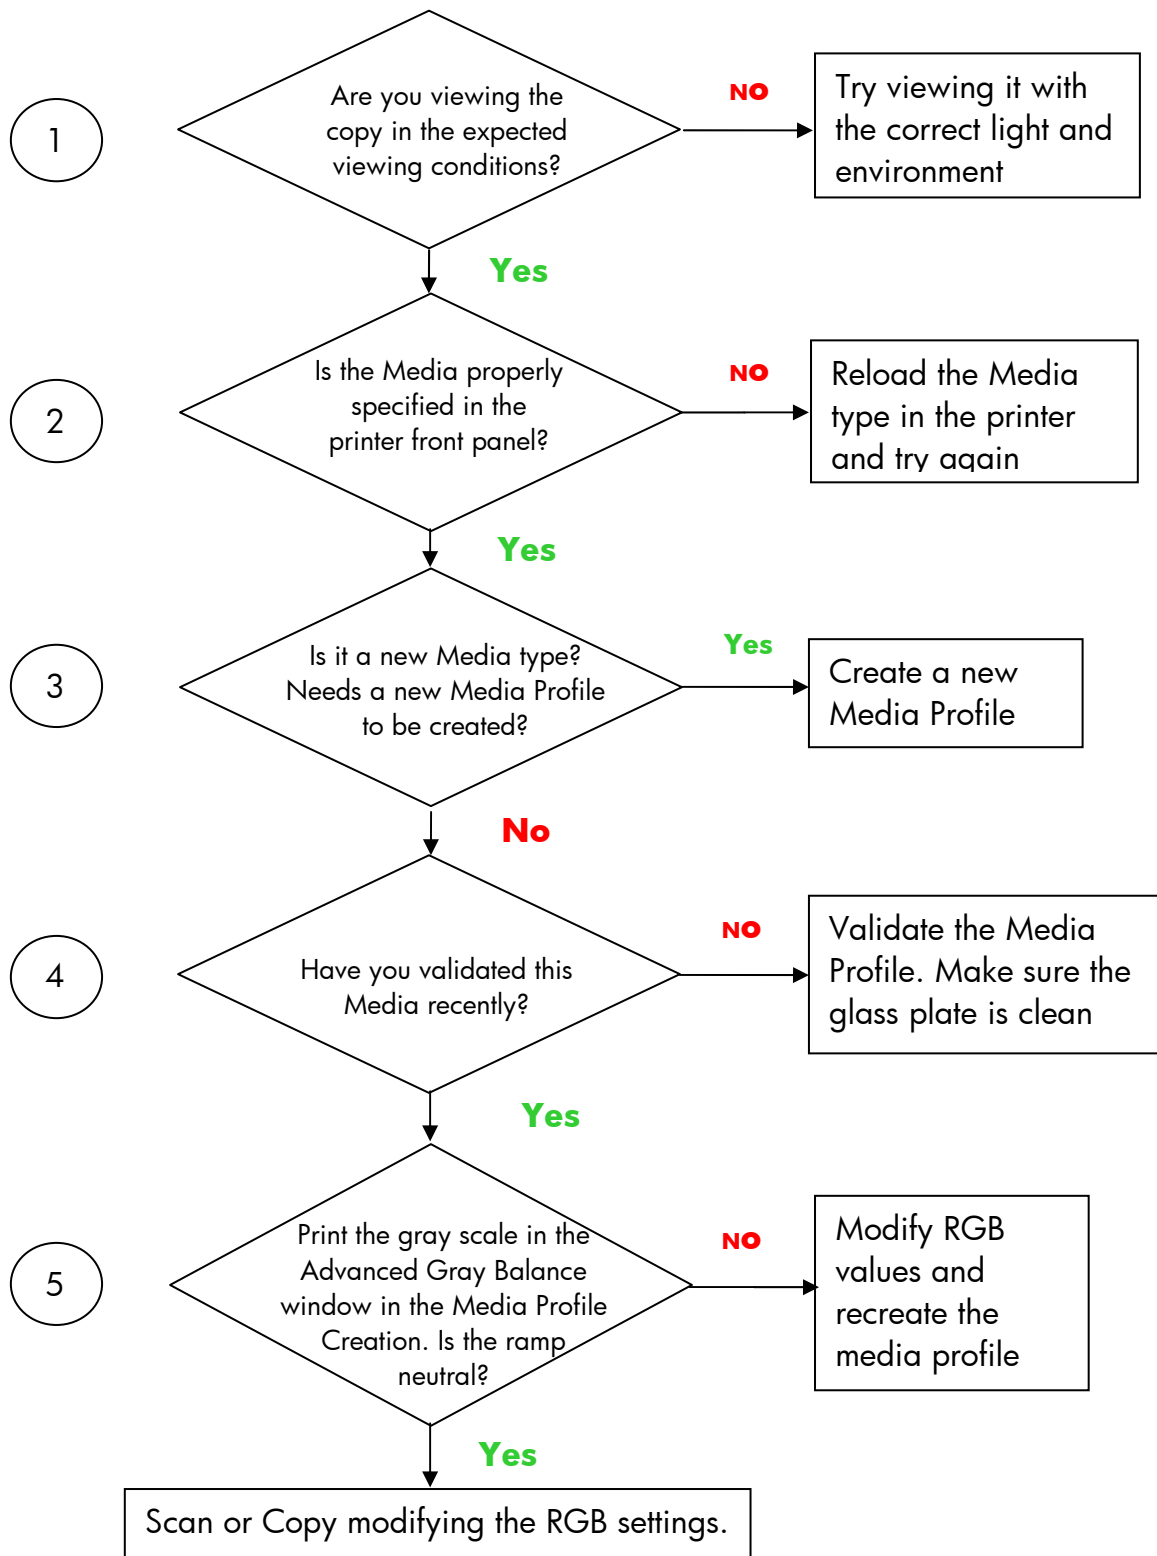 1
Are you viewing the
copy in the expected
viewing conditions?
NO
Try viewing it with
the correct light and
environment
Yes
2
Is the Media properly
specified in the
printer front panel?
NO
Reload the Media
type in the printer
and try again
Yes
3
Is it a new Media type?
Needs a new Media Profile
to be created?
Yes
Create a new
Media Profile
No
4
Have you validated this
Media recently?
NO
Validate the Media
Profile. Make sure the
glass plate is clean
Yes
5
Print the gray scale in the
Advanced Gray Balance
window in the Media Profile
Creation. Is the ramp
neutral?
NO
Modify RGB
values and
recreate the
media profile
Yes
Scan or Copy modifying the RGB settings.